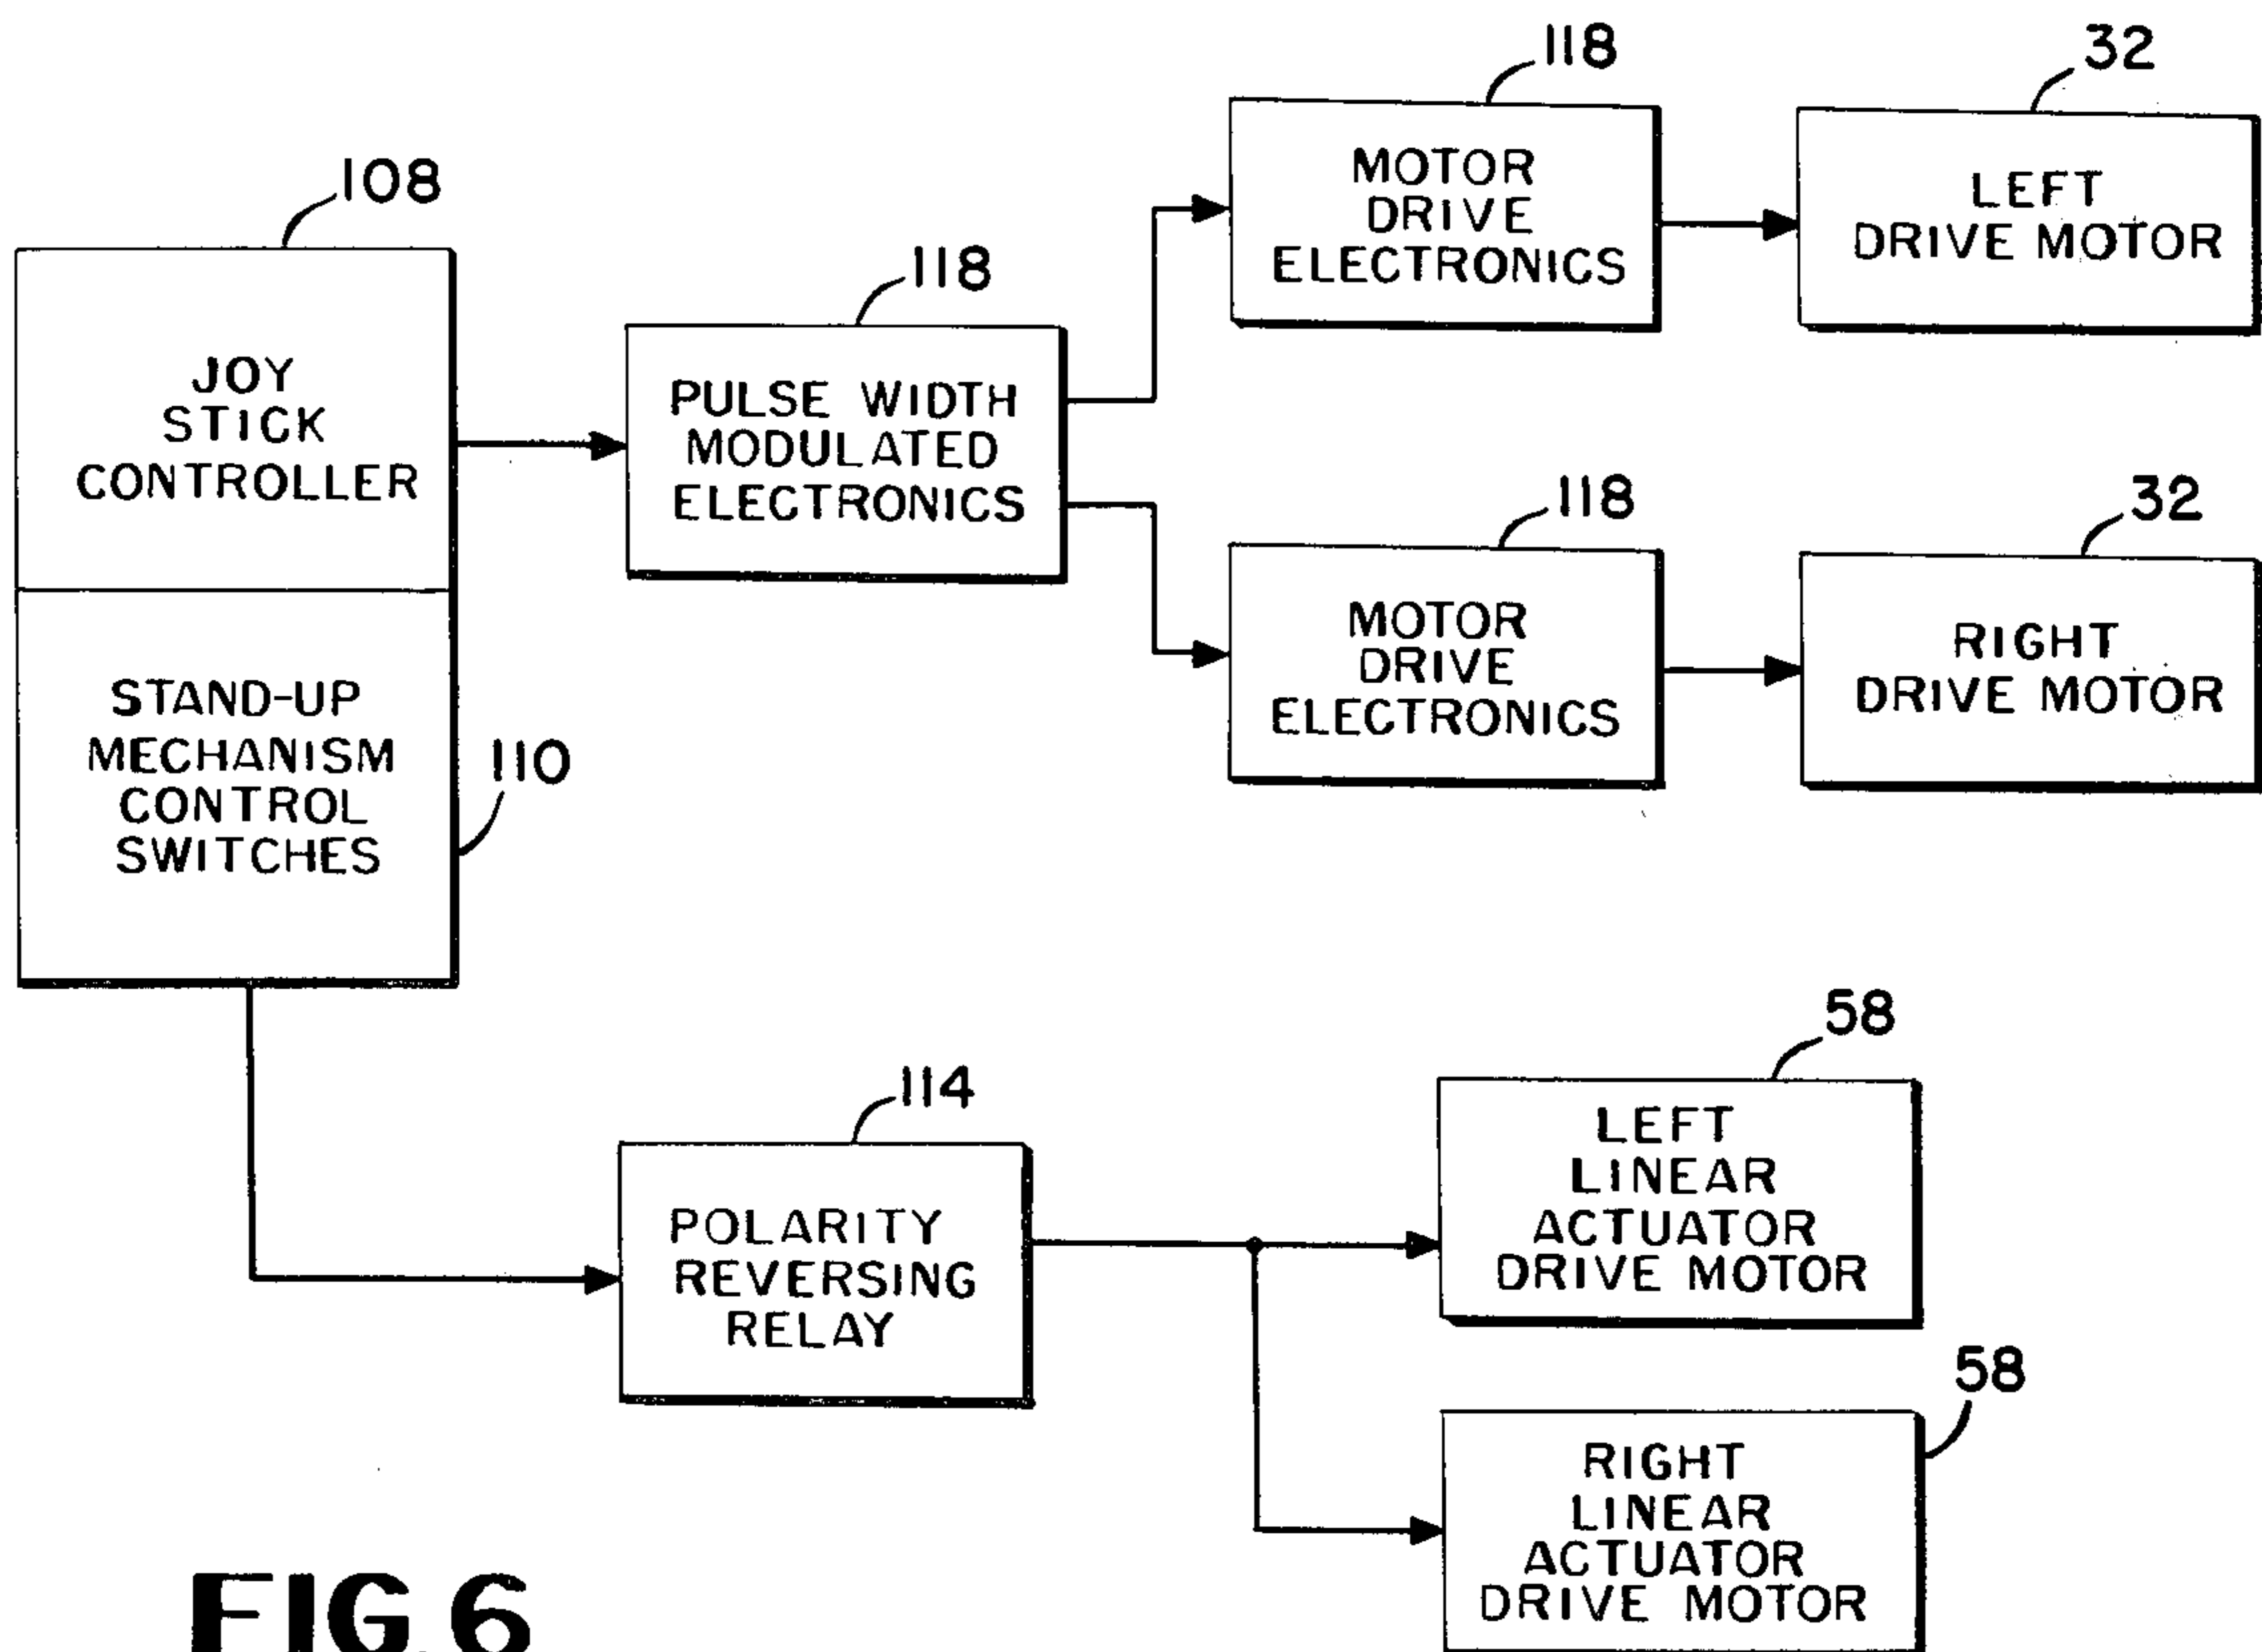 108
JOY
STICK
CONTROLLER
STAND-UP
MECHANISM
CONTROL
SWITCHES
110
118
PULSE WIDTH
MODULATED
ELECTRONICS
118
MOTOR
DRIVE
ELECTRONICS
32
LEFT
DRIVE MOTOR
118
MOTOR
DRIVE
ELECTRONICS
32
RIGHT
DRIVE MOTOR
114
POLARITY
REVERSING
RELAY
58
LEFT
LINEAR
ACTUATOR
DRIVE MOTOR
58
RIGHT
LINEAR
ACTUATOR
DRIVE MOTOR
FIG. 6